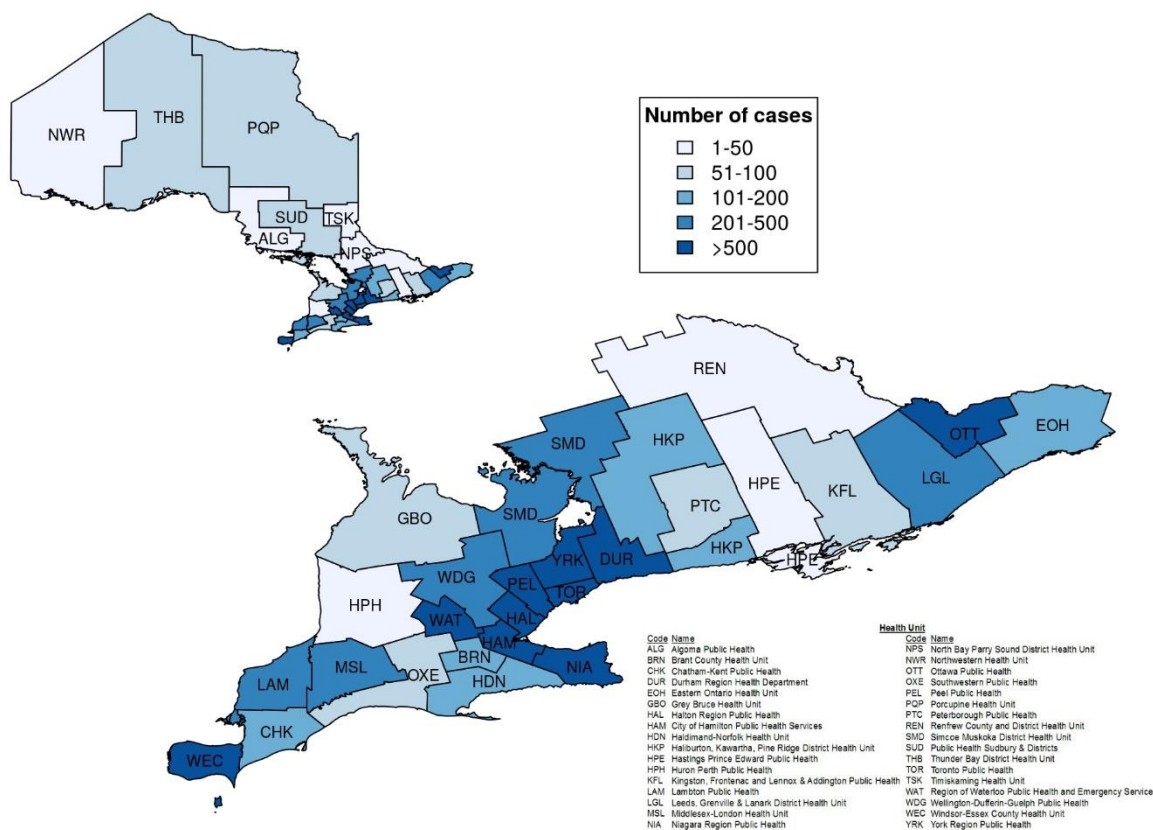 Number of cases
1-50
51-100
101-200
201-500
>500
NWR
THB
PQP
SUD
TSK
ALG
NPS
REN
SMD
HKP
OTT
EOH
HPE
KFL
LGL
GBO
SMD
PTC
HKP
YRK
DUR
HPE
WDG
PEL
TOR
HPH
WAT
HAL
HAM
BRN
NIA
LAM
MSL
OXE
HDN
CHK
WEC
Health Unit
Code Name
ALG Algoma Public Health
BRN Brant County Health Unit
CHK Chatham-Kent Public Health
DUR Durham Region Health Department
EOH Eastern Ontario Health Unit
GBO Grey Bruce Health Unit
HAL Halton Region Public Health
HAM City of Hamilton Public Health Services
HDN Haldimand-Norfolk Health Unit
HKP Haliburton, Kawartha, Pine Ridge District Health Unit
HPE Hastings Prince Edward Public Health
HPH Huron Perth Public Health
KFL Kingston, Frontenac and Lennox & Addington Public Health
LAM Lambton Public Health
LGL Leeds, Grenville & Lanark District Health Unit
MSL Middlesex-London Health Unit
NIA Niagara Region Public Health
Code Name
NPS North Bay Parry Sound District Health Unit
NWR Northwestern Health Unit
OTT Ottawa Public Health
OXE Southwestern Public Health
PEL Peel Public Health
PQP Porcupine Health Unit
PTC Peterborough Public Health
REN Renfrew County and District Health Unit
SMD Simcoe Muskoka District Health Unit
SUD Public Health Sudbury & Districts
THB Thunder Bay District Health Unit
TOR Toronto Public Health
TSK Timiskaming Health Unit
WAT Region of Waterloo Public Health and Emergency Service
WDG Wellington-Dufferin-Guelph Public Health
WEC Windsor-Essex County Health Unit
YRK York Region Public Health